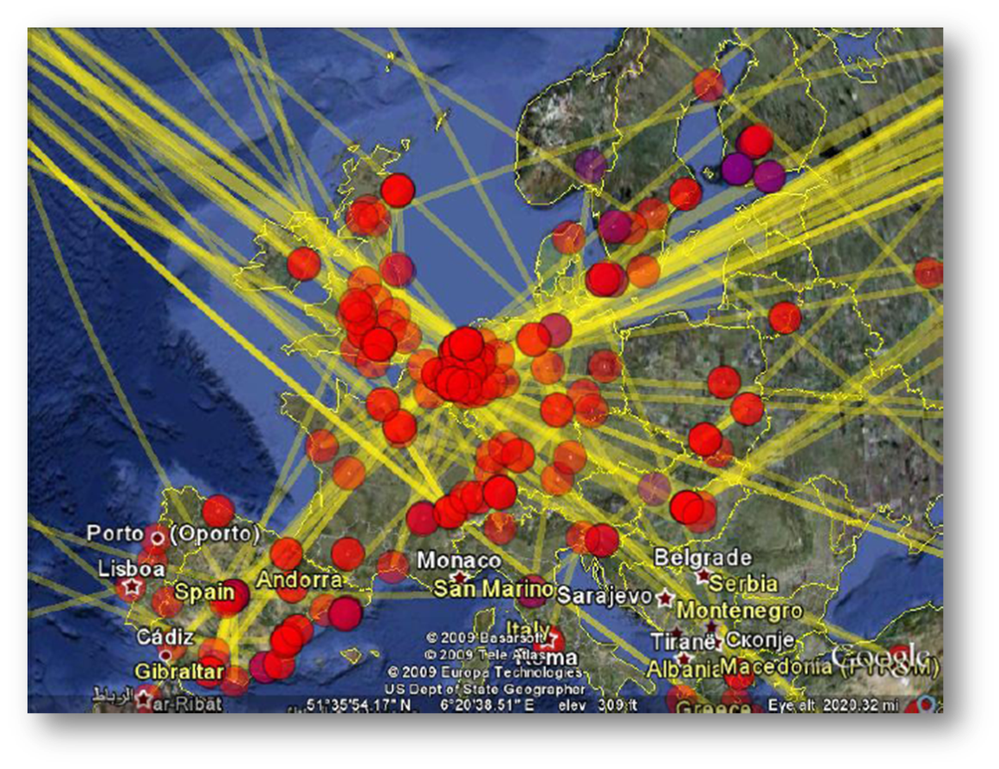 Porto (Oporto)
Lisboa
Spain
Andorra
Monaco
San Marino
Belgrade
Serbia
Sarajevo
Montenegro
Italy
Roma
Tiranë
Скопје
Cádiz
Gibraltar
Albania
Macedonia (FYROM)
Google
© 2009 Basarsoft
© 2009 Tele Atlas
© 2009 Europa Technologies
US Dept of State Geographer
الرباط
ar-Ribāt
Greece
51°35'54.17" N 6°20'38.51" E elev 309 ft Eye alt 2020.32 mi